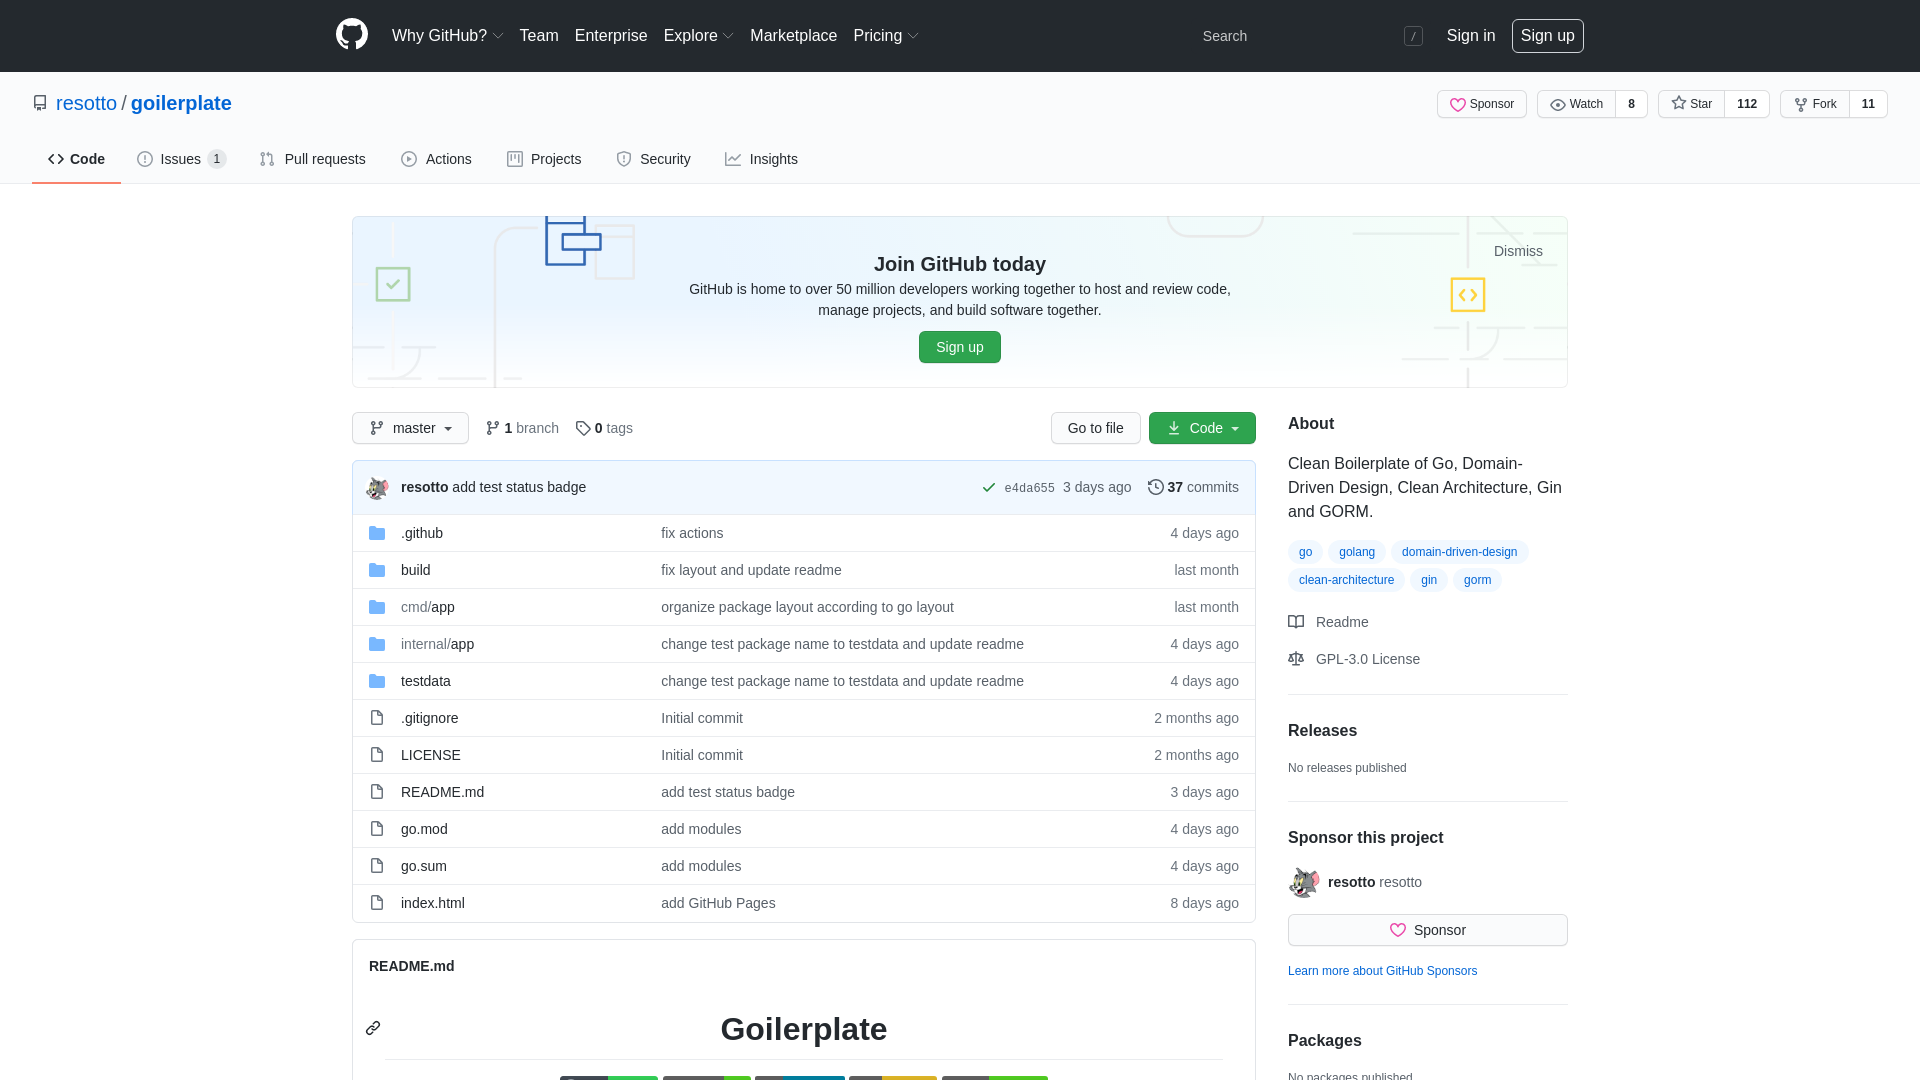 Why GitHub? Team Enterprise Explore Marketplace Pricing Search / Sign in Sign up
resotto / goilerplate Sponsor Watch 8 Star 112 Fork 11
Code Issues 1 Pull requests Actions Projects Security Insights
Dismiss
Join GitHub today
GitHub is home to over 50 million developers working together to host and review code,
manage projects, and build software together.
Sign up
master 1 branch 0 tags Go to file Code
resotto add test status badge e4da655 3 days ago 37 commits
.github fix actions 4 days ago
build fix layout and update readme last month
cmd/app organize package layout according to go layout last month
internal/app change test package name to testdata and update readme 4 days ago
testdata change test package name to testdata and update readme 4 days ago
.gitignore Initial commit 2 months ago
LICENSE Initial commit 2 months ago
README.md add test status badge 3 days ago
go.mod add modules 4 days ago
go.sum add modules 4 days ago
index.html add GitHub Pages 8 days ago
README.md
Goilerplate
About
Clean Boilerplate of Go, Domain-
Driven Design, Clean Architecture, Gin
and GORM.
go golang domain-driven-design
clean-architecture gin gorm
Readme
GPL-3.0 License
Releases
No releases published
Sponsor this project
resotto resotto
Sponsor
Learn more about GitHub Sponsors
Packages
No packages published